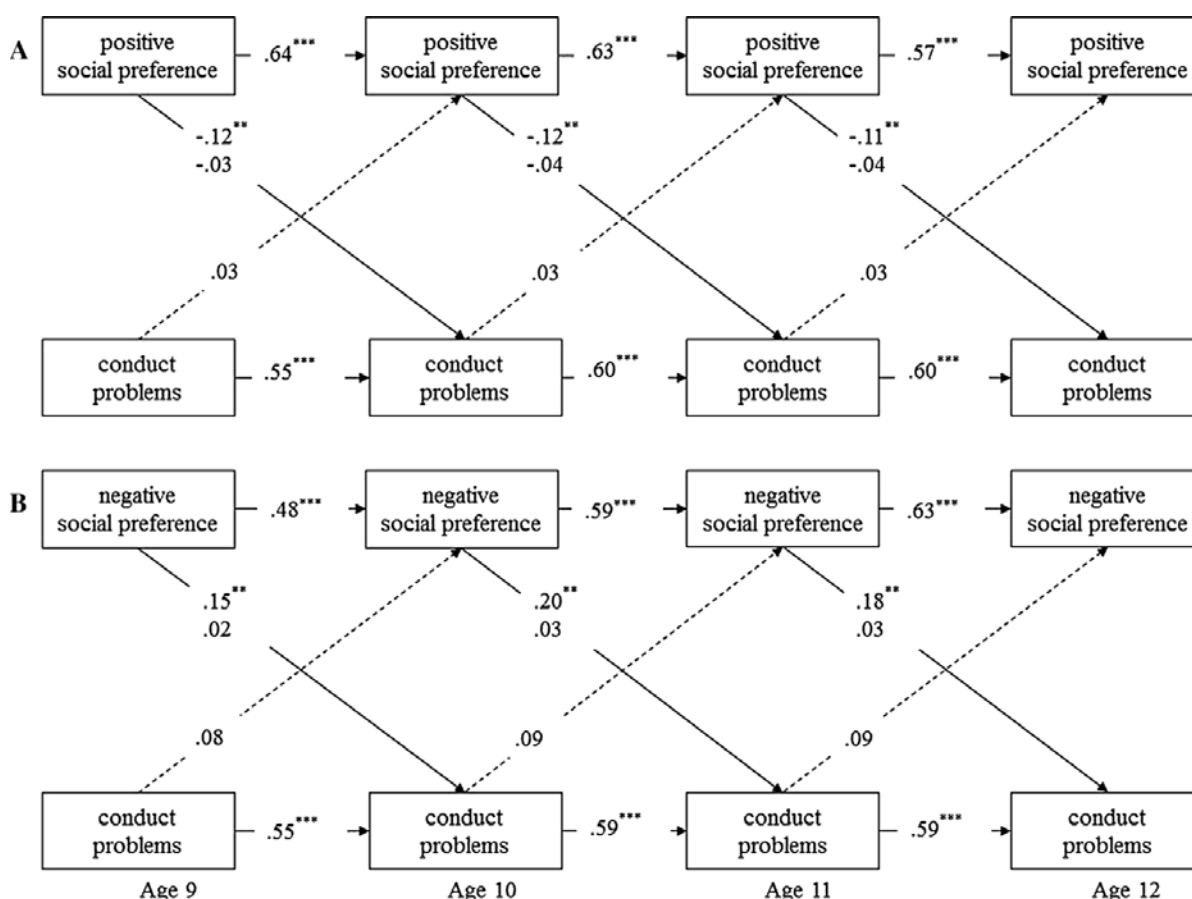 A
positive
social preference
.64***
positive
social preference
.63***
positive
social preference
.57***
positive
social preference
-.12**
-.03
-.12**
-.04
-.11**
-.04
.03
.03
.03
conduct
problems
.55***
conduct
problems
.60***
conduct
problems
.60***
conduct
problems
B
negative
social preference
.48***
negative
social preference
.59***
negative
social preference
.63***
negative
social preference
.15**
.02
.20**
.03
.18**
.03
.08
.09
.09
conduct
problems
.55***
conduct
problems
.59***
conduct
problems
.59***
conduct
problems
Age 9
Age 10
Age 11
Age 12